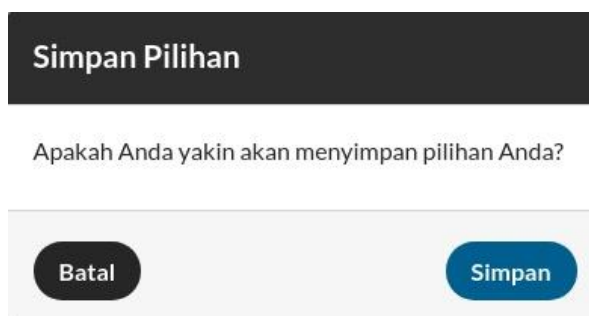 Simpan Pilihan
Apakah Anda yakin akan menyimpan pilihan Anda?
Batal
Simpan